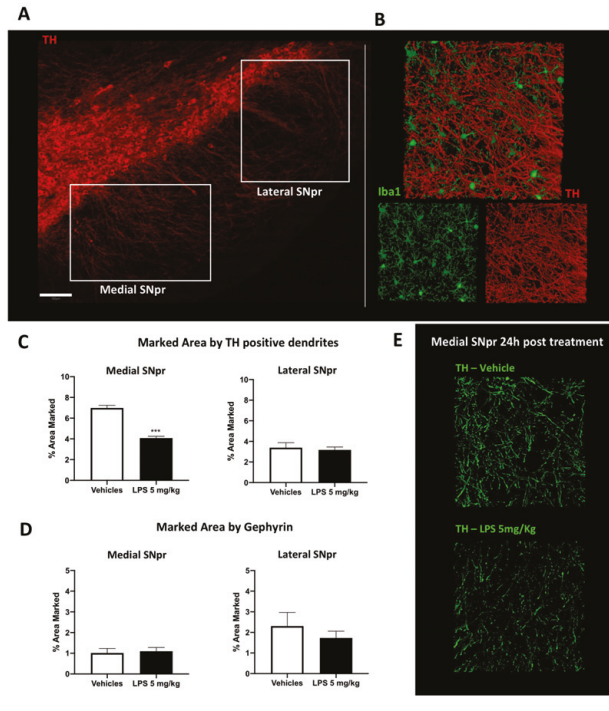 A
TH
Lateral SNpr
Medial SNpr
B
Iba1
TH
C
Marked Area by TH positive dendrites
Medial SNpr
% Area Marked
10
8
6
4
2
0
***
Vehicles
LPS 5 mg/kg
Lateral SNpr
% Area Marked
10
8
6
4
2
0
Vehicles
LPS 5 mg/kg
D
Marked Area by Gephyrin
Medial SNpr
% Area Marked
5
4
3
2
1
0
Vehicles
LPS 5 mg/kg
Lateral SNpr
% Area Marked
5
4
3
2
1
0
Vehicles
LPS 5 mg/kg
E
Medial SNpr 24h post treatment
TH – Vehicle
TH – LPS 5mg/Kg